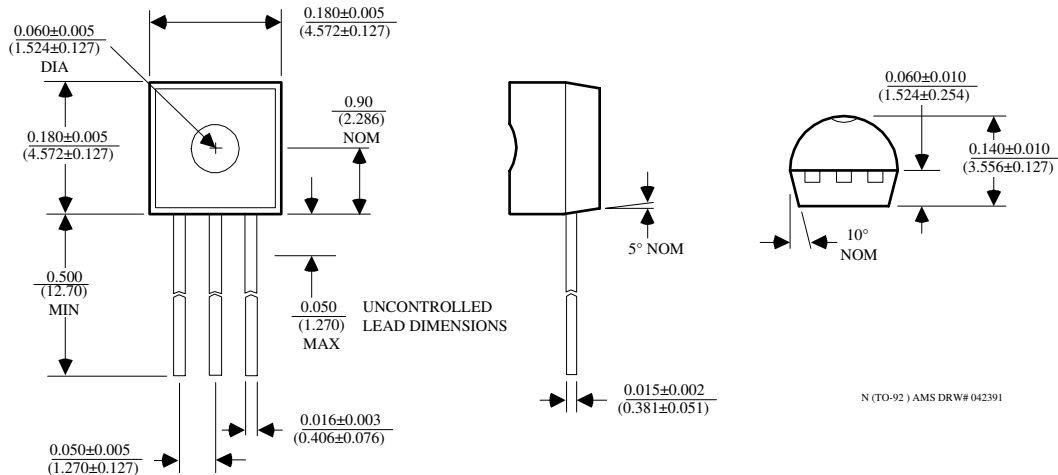 0.060±0.005
(1.524±0.127)
DIA
0.180±0.005
(4.572±0.127)
0.180±0.005
(4.572±0.127)
0.90
(2.286)
NOM
0.500
(12.70)
MIN
0.050
(1.270)
MAX
UNCONTROLLED
LEAD DIMENSIONS
0.016±0.003
(0.406±0.076)
0.050±0.005
(1.270±0.127)
5° NOM
0.015±0.002
(0.381±0.051)
0.060±0.010
(1.524±0.254)
0.140±0.010
(3.556±0.127)
10°
NOM
N (TO-92 ) AMS DRW# 042391